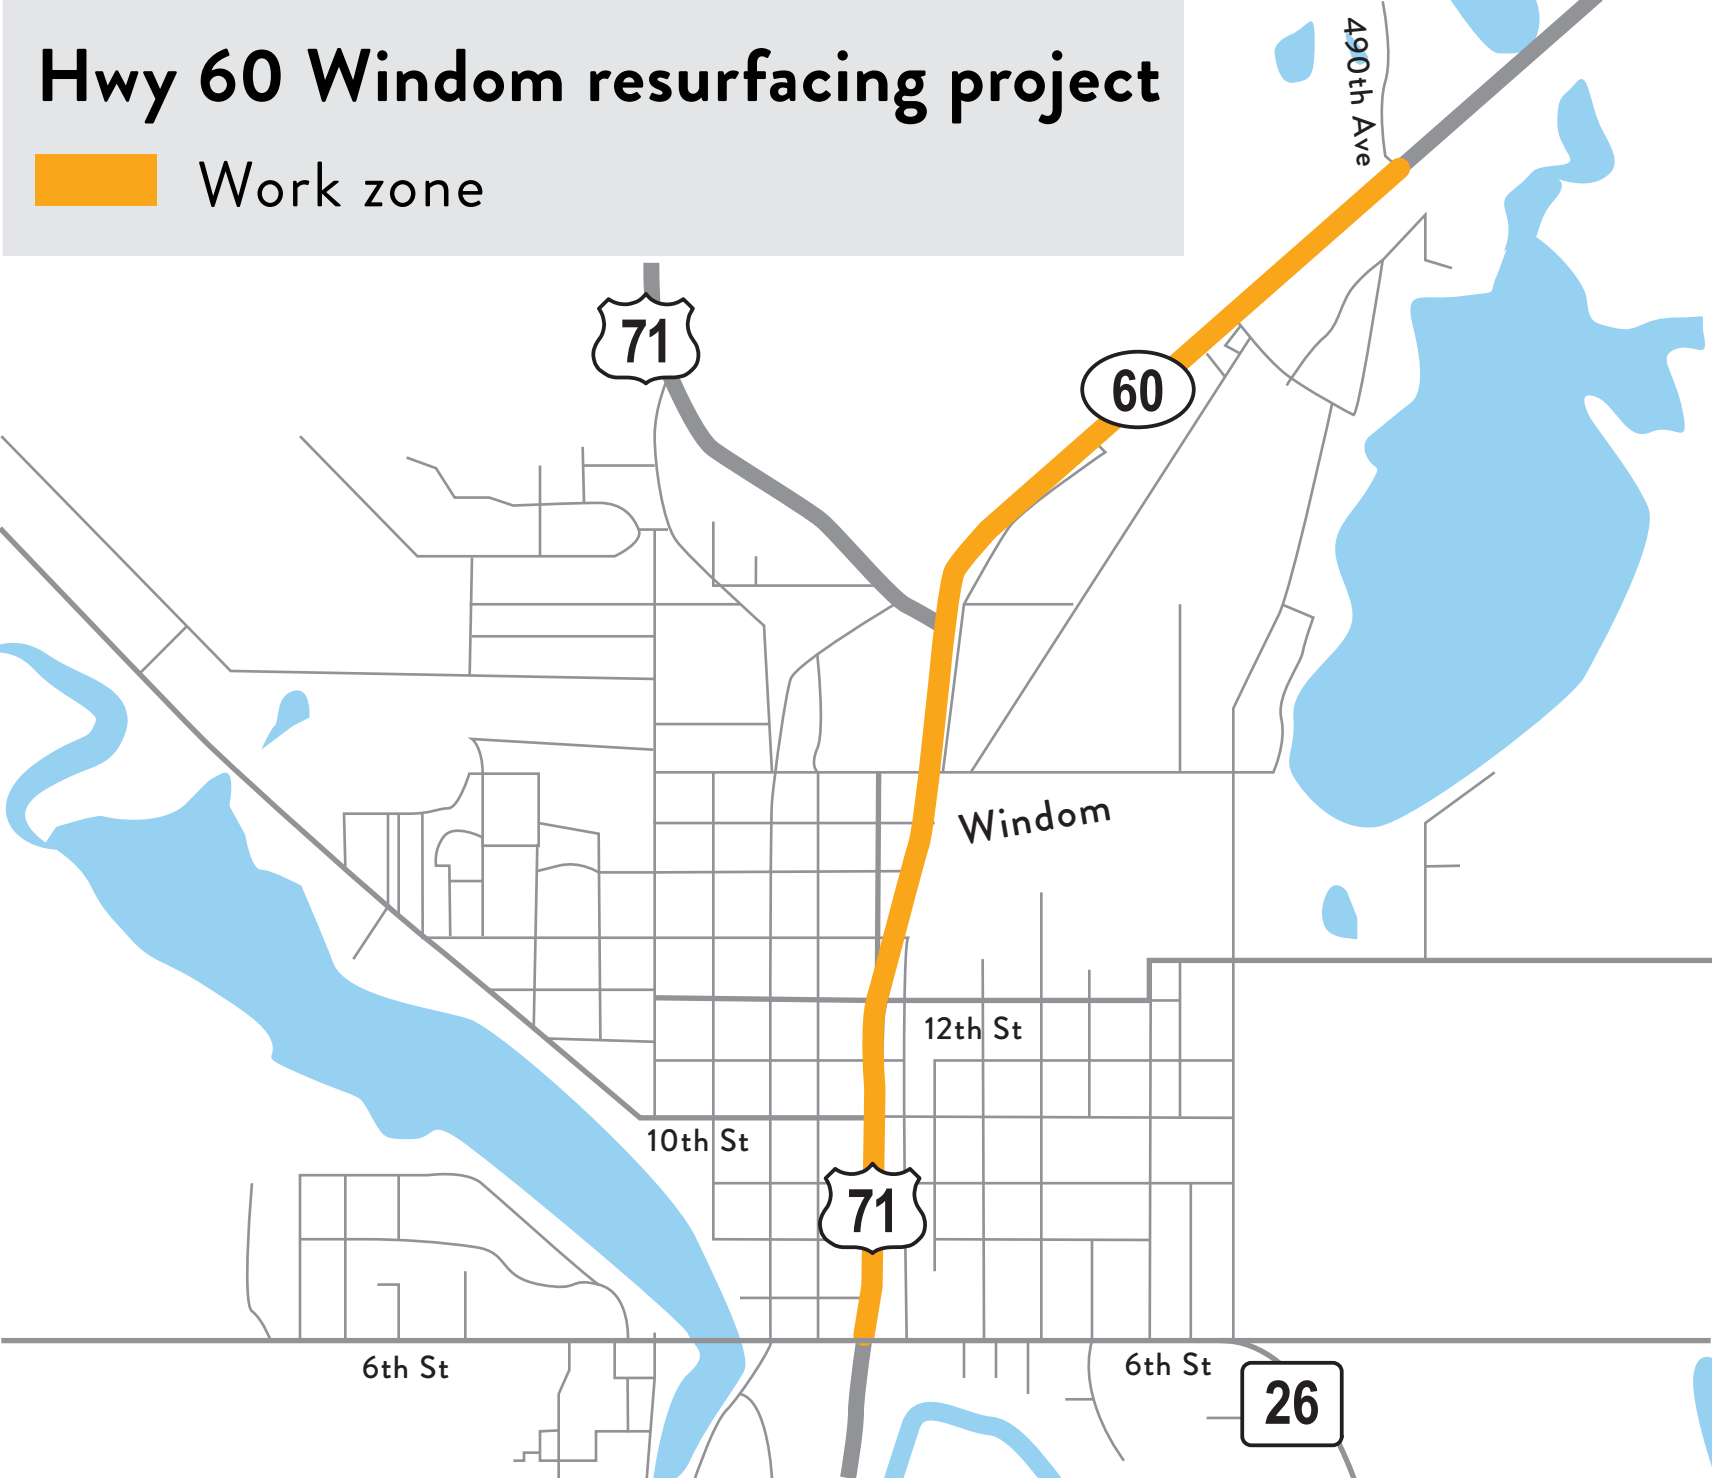 Hwy 60 Windom resurfacing project
Work zone
490th Ave
71
60
Windom
12th St
10th St
71
6th St
6th St
26